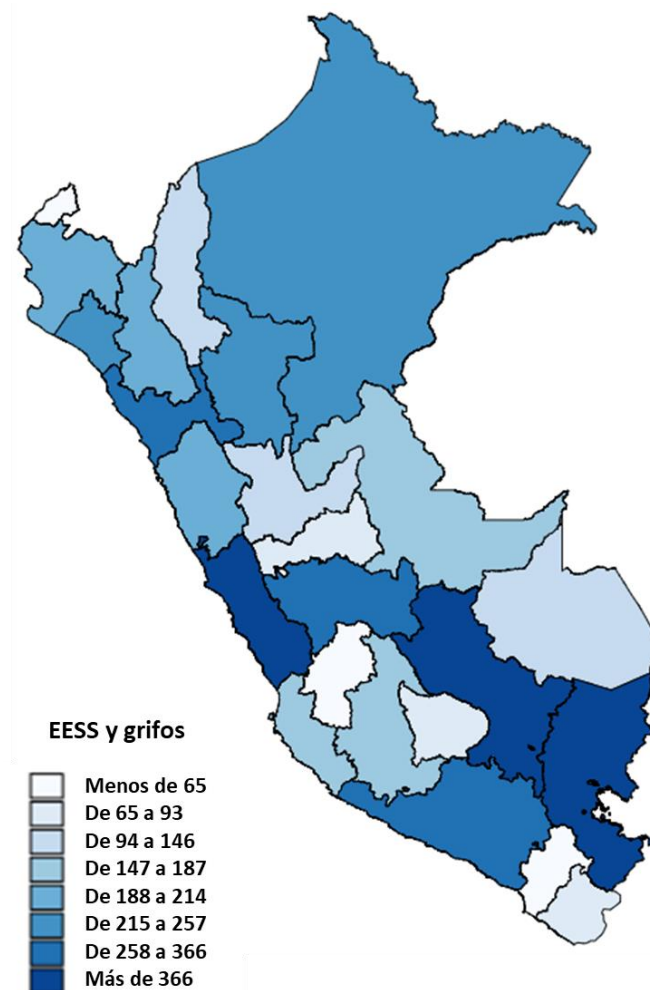 EESS y grifos
Menos de 65
De 65 a 93
De 94 a 146
De 147 a 187
De 188 a 214
De 215 a 257
De 258 a 366
Más de 366